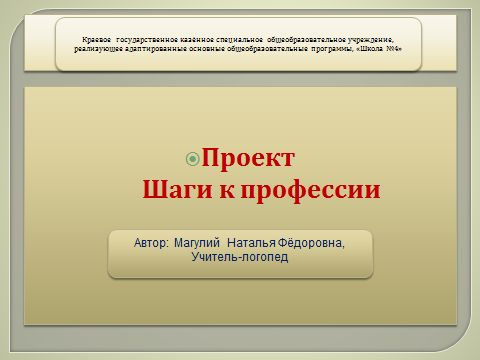 Краевое государственное казённое специальное общеобразовательное учреждение,
реализующее адаптированные основные общеобразовательные программы, «Школа №4»
Проект
Шаги к профессии
Автор: Магулий Наталья Фёдоровна,
Учитель-логопед